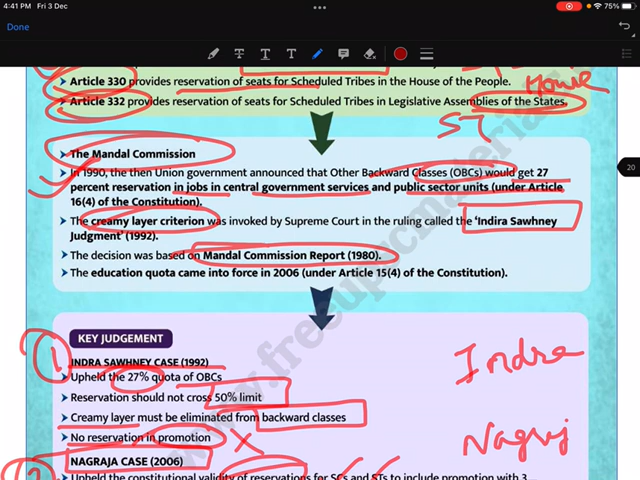 4:41 PM Fri 3 Dec
75%
Done
T T T
Article 330 provides reservation of seats for Scheduled Tribes in the House of the People.
House
Article 332 provides reservation of seats for Scheduled Tribes in Legislative Assemblies of the States.
ST
The Mandal Commission
20
In 1990, the then Union government announced that Other Backward Classes (OBCs) would get 27
percent reservation in jobs in central government services and public sector units (under Article
16(4) of the Constitution).
The creamy layer criterion was invoked by Supreme Court in the ruling called the 'Indira Sawhney
Judgment' (1992).
The decision was based on Mandal Commission Report (1980).
The education quota came into force in 2006 (under Article 15(4) of the Constitution).
KEY JUDGEMENT
1
INDRA SAWHNEY CASE (1992)
Indra
Upheld the 27% quota of OBCs
Reservation should not cross 50% limit
Creamy layer must be eliminated from backward classes
No reservation in promotion
Nagraj
2
NAGRAJA CASE (2006)
Upheld the constitutional validity of reservations for SCs and STs to include promotion with 3